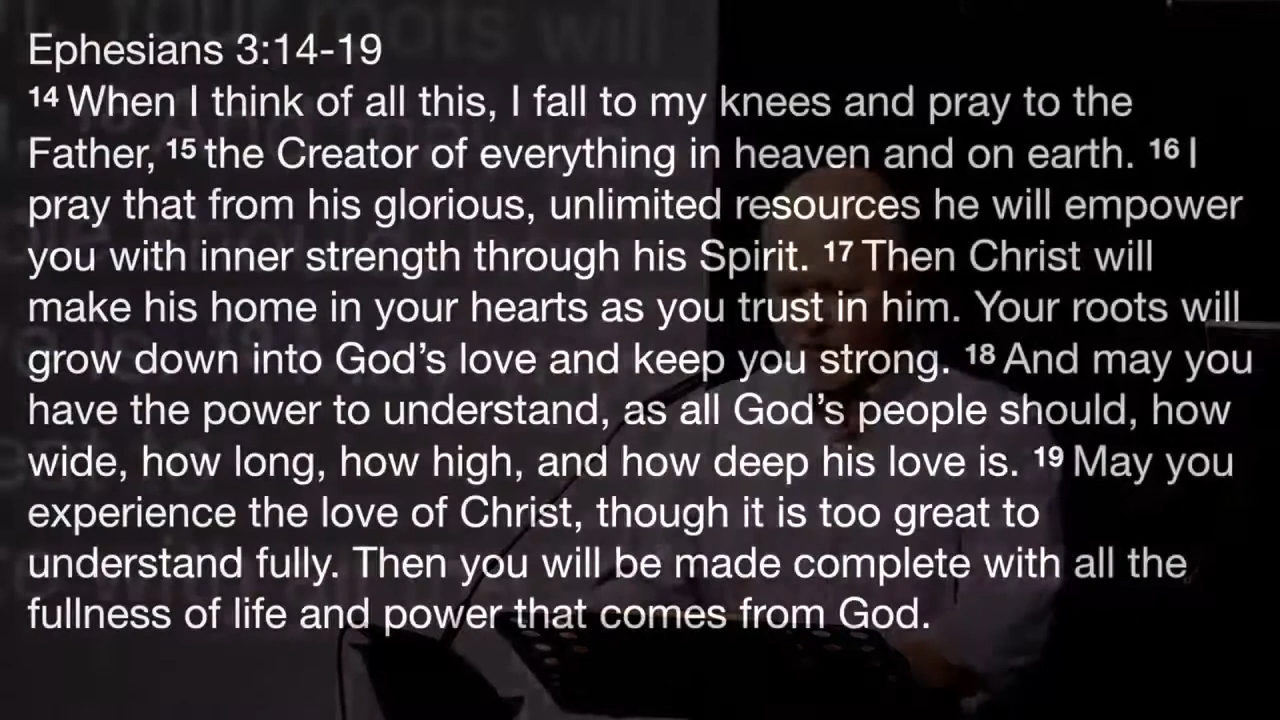 Ephesians 3:14-19
14 When I think of all this, I fall to my knees and pray to the
Father, 15 the Creator of everything in heaven and on earth. 16 I
pray that from his glorious, unlimited resources he will empower
you with inner strength through his Spirit. 17 Then Christ will
make his home in your hearts as you trust in him. Your roots will
grow down into God’s love and keep you strong. 18 And may you
have the power to understand, as all God’s people should, how
wide, how long, how high, and how deep his love is. 19 May you
experience the love of Christ, though it is too great to
understand fully. Then you will be made complete with all the
fullness of life and power that comes from God.